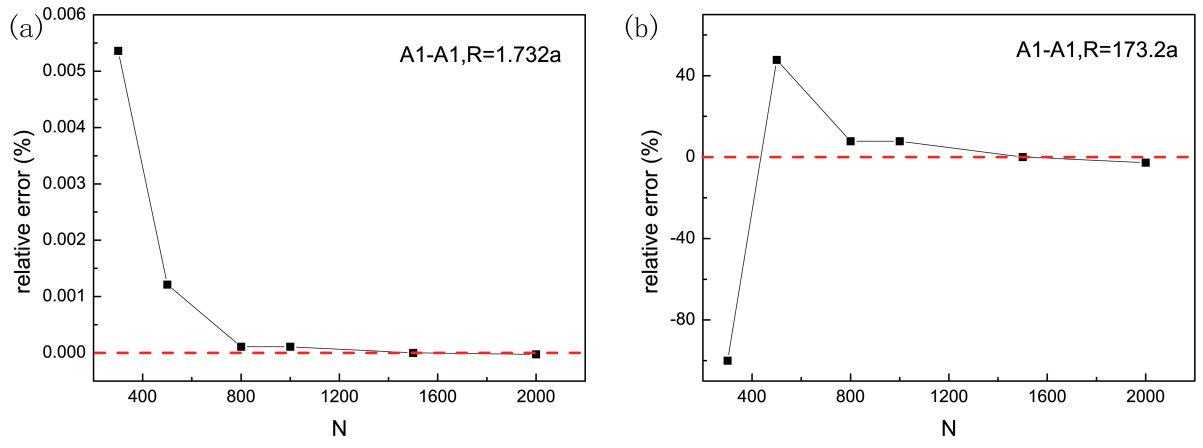 (a)
A1-A1,R=1.732a
relative error (%)
0.006
0.005
0.004
0.003
0.002
0.001
0.000
400 800 1200 1600 2000
N
(b)
A1-A1,R=173.2a
relative error (%)
40
0
-40
-80
400 800 1200 1600 2000
N